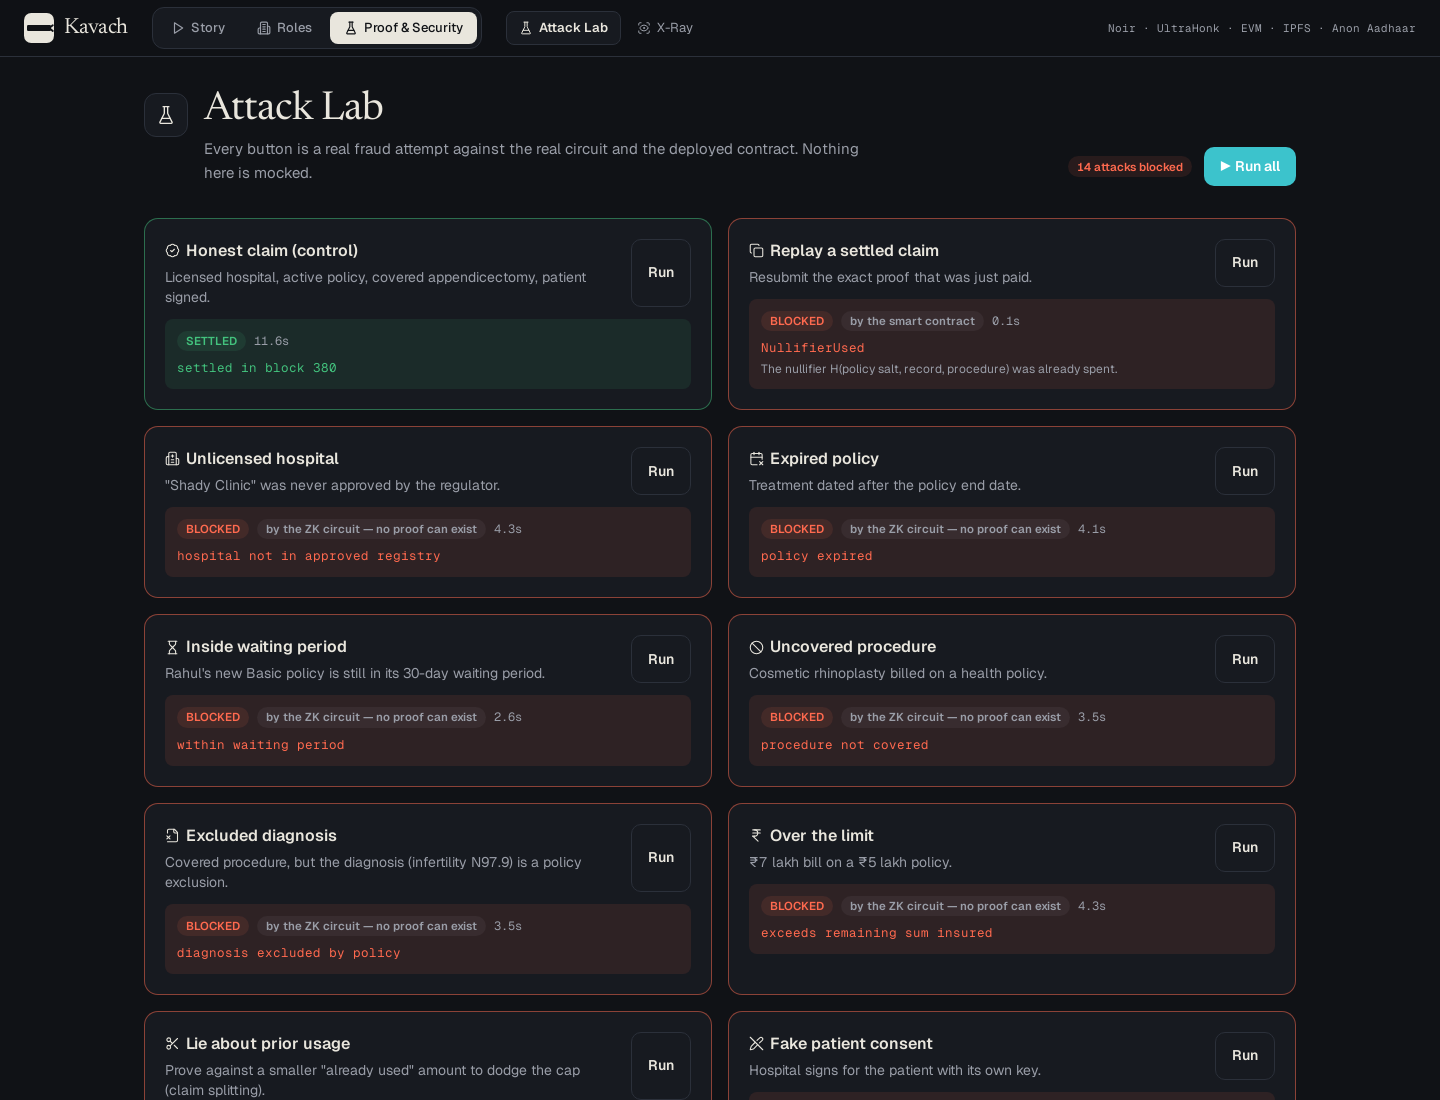 Kavach
Story
Roles
Proof & Security
Attack Lab
X-Ray
Noir · UltraHonk · EVM · IPFS · Anon Aadhaar
Attack Lab
Every button is a real fraud attempt against the real circuit and the deployed contract. Nothing
here is mocked.
14 attacks blocked
Run all
Honest claim (control)
Licensed hospital, active policy, covered appendicectomy, patient
signed.
Run
SETTLED 11.6s
settled in block 380
Replay a settled claim
Resubmit the exact proof that was just paid.
Run
BLOCKED by the smart contract 0.1s
NullifierUsed
The nullifier H(policy salt, record, procedure) was already spent.
Unlicensed hospital
"Shady Clinic" was never approved by the regulator.
Run
BLOCKED by the ZK circuit — no proof can exist 4.3s
hospital not in approved registry
Expired policy
Treatment dated after the policy end date.
Run
BLOCKED by the ZK circuit — no proof can exist 4.1s
policy expired
Inside waiting period
Rahul's new Basic policy is still in its 30-day waiting period.
Run
BLOCKED by the ZK circuit — no proof can exist 2.6s
within waiting period
Uncovered procedure
Cosmetic rhinoplasty billed on a health policy.
Run
BLOCKED by the ZK circuit — no proof can exist 3.5s
procedure not covered
Excluded diagnosis
Covered procedure, but the diagnosis (infertility N97.9) is a policy
exclusion.
Run
BLOCKED by the ZK circuit — no proof can exist 3.5s
diagnosis excluded by policy
Over the limit
₹7 lakh bill on a ₹5 lakh policy.
Run
BLOCKED by the ZK circuit — no proof can exist 4.3s
exceeds remaining sum insured
Lie about prior usage
Prove against a smaller "already used" amount to dodge the cap
(claim splitting).
Run
Fake patient consent
Hospital signs for the patient with its own key.
Run